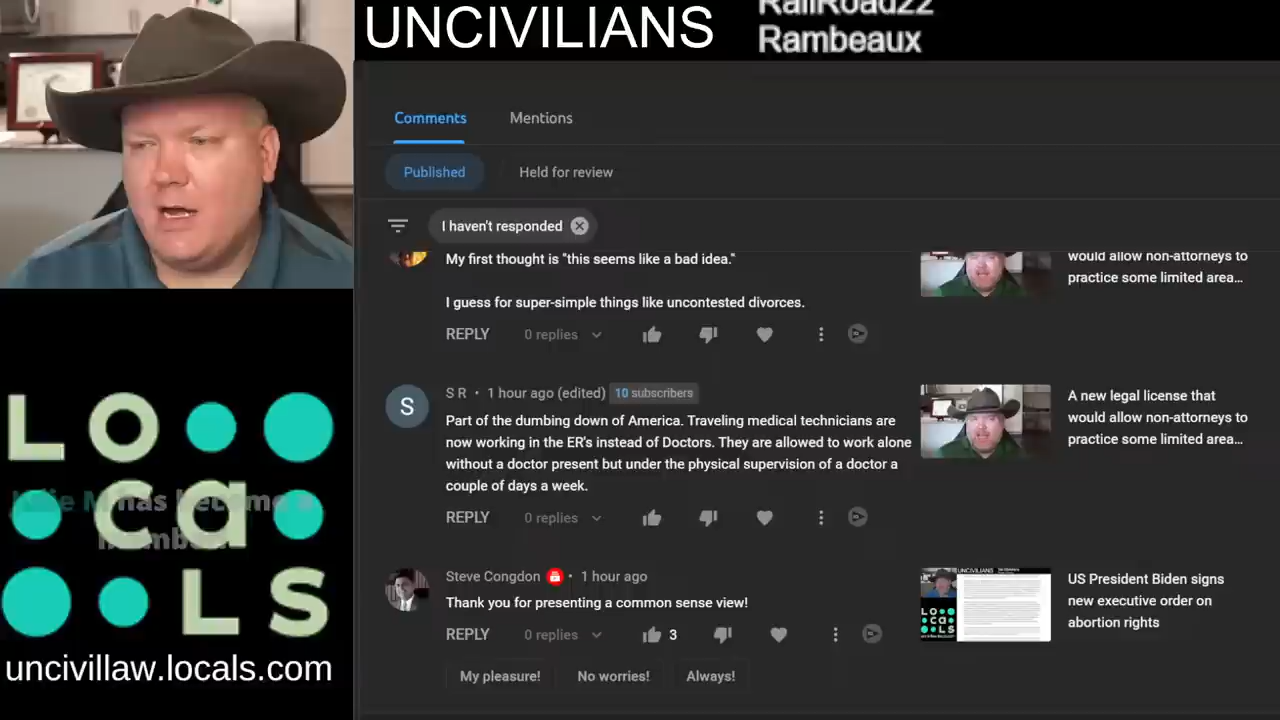 UNCIVILIANS
RailRoad22
Rambeaux
Comments
Mentions
Published
Held for review
I haven't responded
My first thought is "this seems like a bad idea."
I guess for super-simple things like uncontested divorces.
REPLY
0 replies
would allow non-attorneys to
practice some limited area…
S
S R • 1 hour ago (edited) 10 subscribers
Part of the dumbing down of America. Traveling medical technicians are
now working in the ER's instead of Doctors. They are allowed to work alone
without a doctor present but under the physical supervision of a doctor a
couple of days a week.
REPLY
0 replies
A new legal license that
would allow non-attorneys to
practice some limited area…
Steve Congdon • 1 hour ago
Thank you for presenting a common sense view!
REPLY
0 replies
3
My pleasure!
No worries!
Always!
US President Biden signs
new executive order on
abortion rights
LOcaLS
has become a
uncivillaw.locals.com